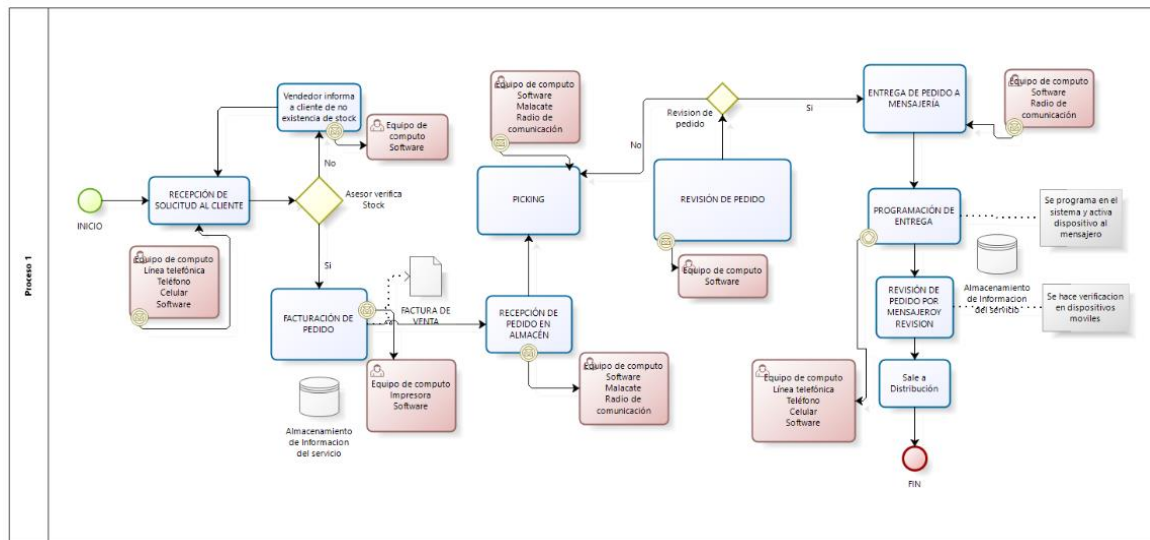 Proceso 1
INICIO
RECEPCIÓN DE
SOLICITUD AL CLIENTE
Equipo de computo
Línea telefónica
Teléfono
Celular
Software
Vendedor informa
a cliente de no
existencia de stock
Equipo de
computo
Software
No
Asesor verifica
Stock
Si
FACTURACIÓN DE
PEDIDO
FACTURA DE
VENTA
Almacenamiento
de Informacion
del servicio
Equipo de computo
Impresora
Software
RECEPCIÓN DE
PEDIDO EN
ALMACÉN
Equipo de computo
Software
Malacate
Radio de
comunicación
PICKING
Equipo de computo
Software
Malacate
Radio de
comunicación
No
Revision de
pedido
Si
REVISIÓN DE PEDIDO
Equipo de computo
Software
ENTREGA DE PEDIDO A
MENSAJERÍA
Equipo de computo
Software
Radio de
comunicación
PROGRAMACIÓN DE
ENTREGA
Se programa en el
sistema y activa
dispositivo al
mensajero
Equipo de computo
Línea telefónica
Teléfono
Celular
Software
Almacenamiento
de Informacion
del servicio
REVISIÓN DE
PEDIDO POR
MENSAJEROY
REVISION
Se hace verificacion
en dispositivos
moviles
Sale a
Distribución
FIN